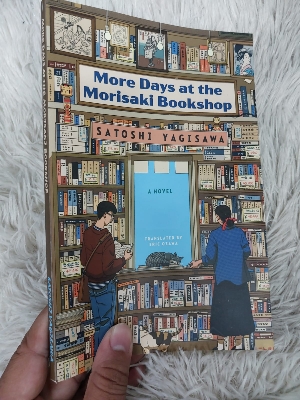 More Days at the
Morisaki Bookshop
SATOSHI YAGISAWA
A NOVEL
TRANSLATED BY
ERIC OZAWA